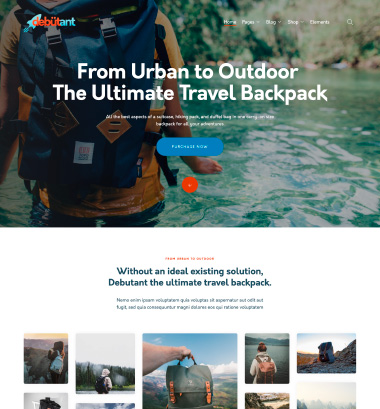 debütant
Home Pages Blog Shop Elements
From Urban to Outdoor
The Ultimate Travel Backpack
All the best aspects of a suitcase, hiking pack, and duffel bag in one carry-on size
backpack for all your adventures.
PURCHASE NOW
FROM URBAN TO OUTDOOR
Without an ideal existing solution,
Debutant the ultimate travel backpack.
Nemo enim ipsam voluptatem quia voluptas sit aspernatur aut odit aut
fugit, sed quia consequuntur magni dolores eos qui ratione voluptatem